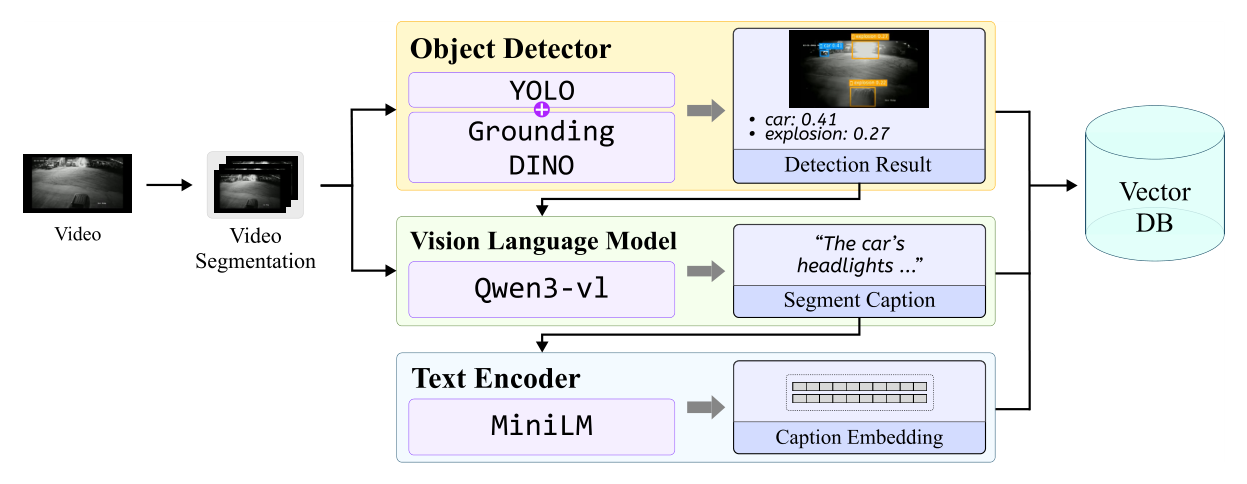 Video
Video
Segmentation
Object Detector
YOLO
+
Grounding
DINO
• car: 0.41
• explosion: 0.27
Detection Result
Vision Language Model
Qwen3-vl
“The car’s
headlights ...”
Segment Caption
Text Encoder
MiniLM
Caption Embedding
Vector
DB